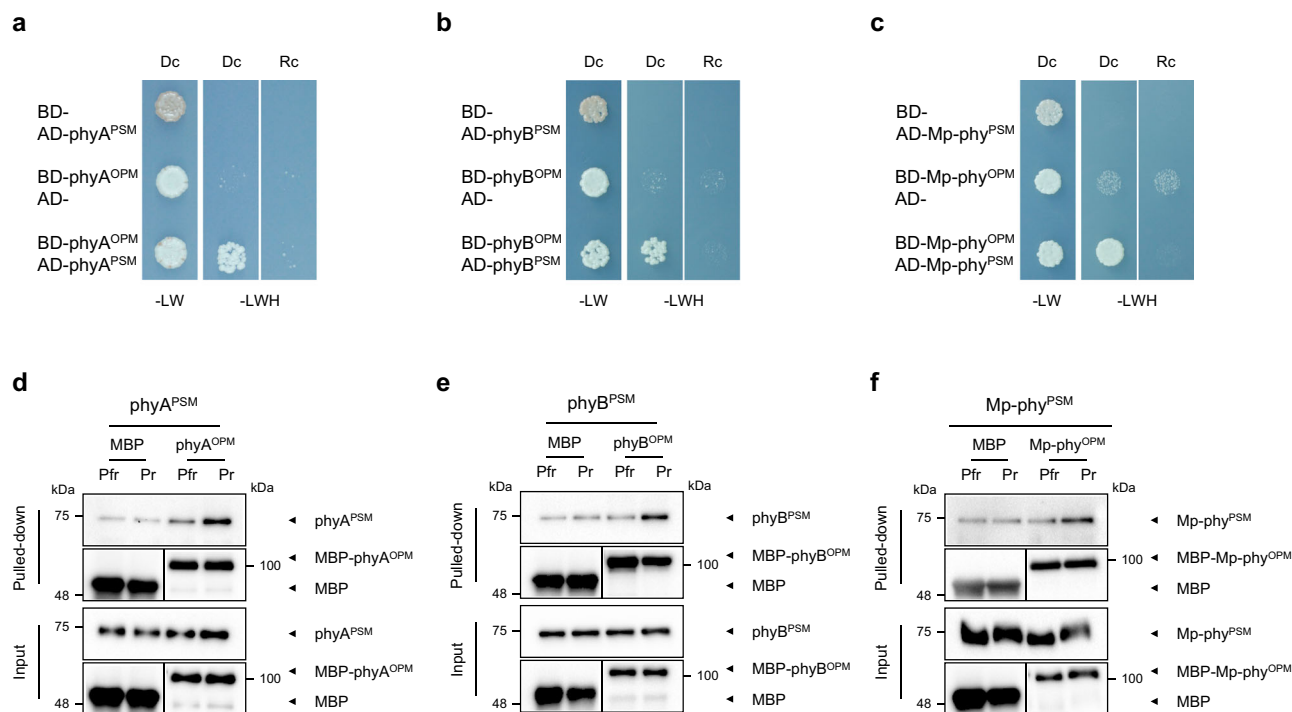 a
Dc Dc Rc
BD-
AD-phyA^PSM
BD-phyA^OPM
AD-
BD-phyA^OPM
AD-phyA^PSM
-LW -LWH
b
Dc Dc Rc
BD-
AD-phyB^PSM
BD-phyB^OPM
AD-
BD-phyB^OPM
AD-phyB^PSM
-LW -LWH
c
Dc Dc Rc
BD-
AD-Mp-phy^PSM
BD-Mp-phy^OPM
AD-
BD-Mp-phy^OPM
AD-Mp-phy^PSM
-LW -LWH
d
phyA^PSM
MBP phyA^OPM
Pfr Pr Pfr Pr
kDa kDa
Pulled-down
75 phyA^PSM
100 MBP-phyA^OPM
48 MBP
Input
75 phyA^PSM
100 MBP-phyA^OPM
48 MBP
e
phyB^PSM
MBP phyB^OPM
Pfr Pr Pfr Pr
kDa kDa
Pulled-down
75 phyB^PSM
100 MBP-phyB^OPM
48 MBP
Input
75 phyB^PSM
100 MBP-phyB^OPM
48 MBP
f
Mp-phy^PSM
MBP Mp-phy^OPM
Pfr Pr Pfr Pr
kDa kDa
Pulled-down
75 Mp-phy^PSM
100 MBP-Mp-phy^OPM
48 MBP
Input
75 Mp-phy^PSM
100 MBP-Mp-phy^OPM
48 MBP